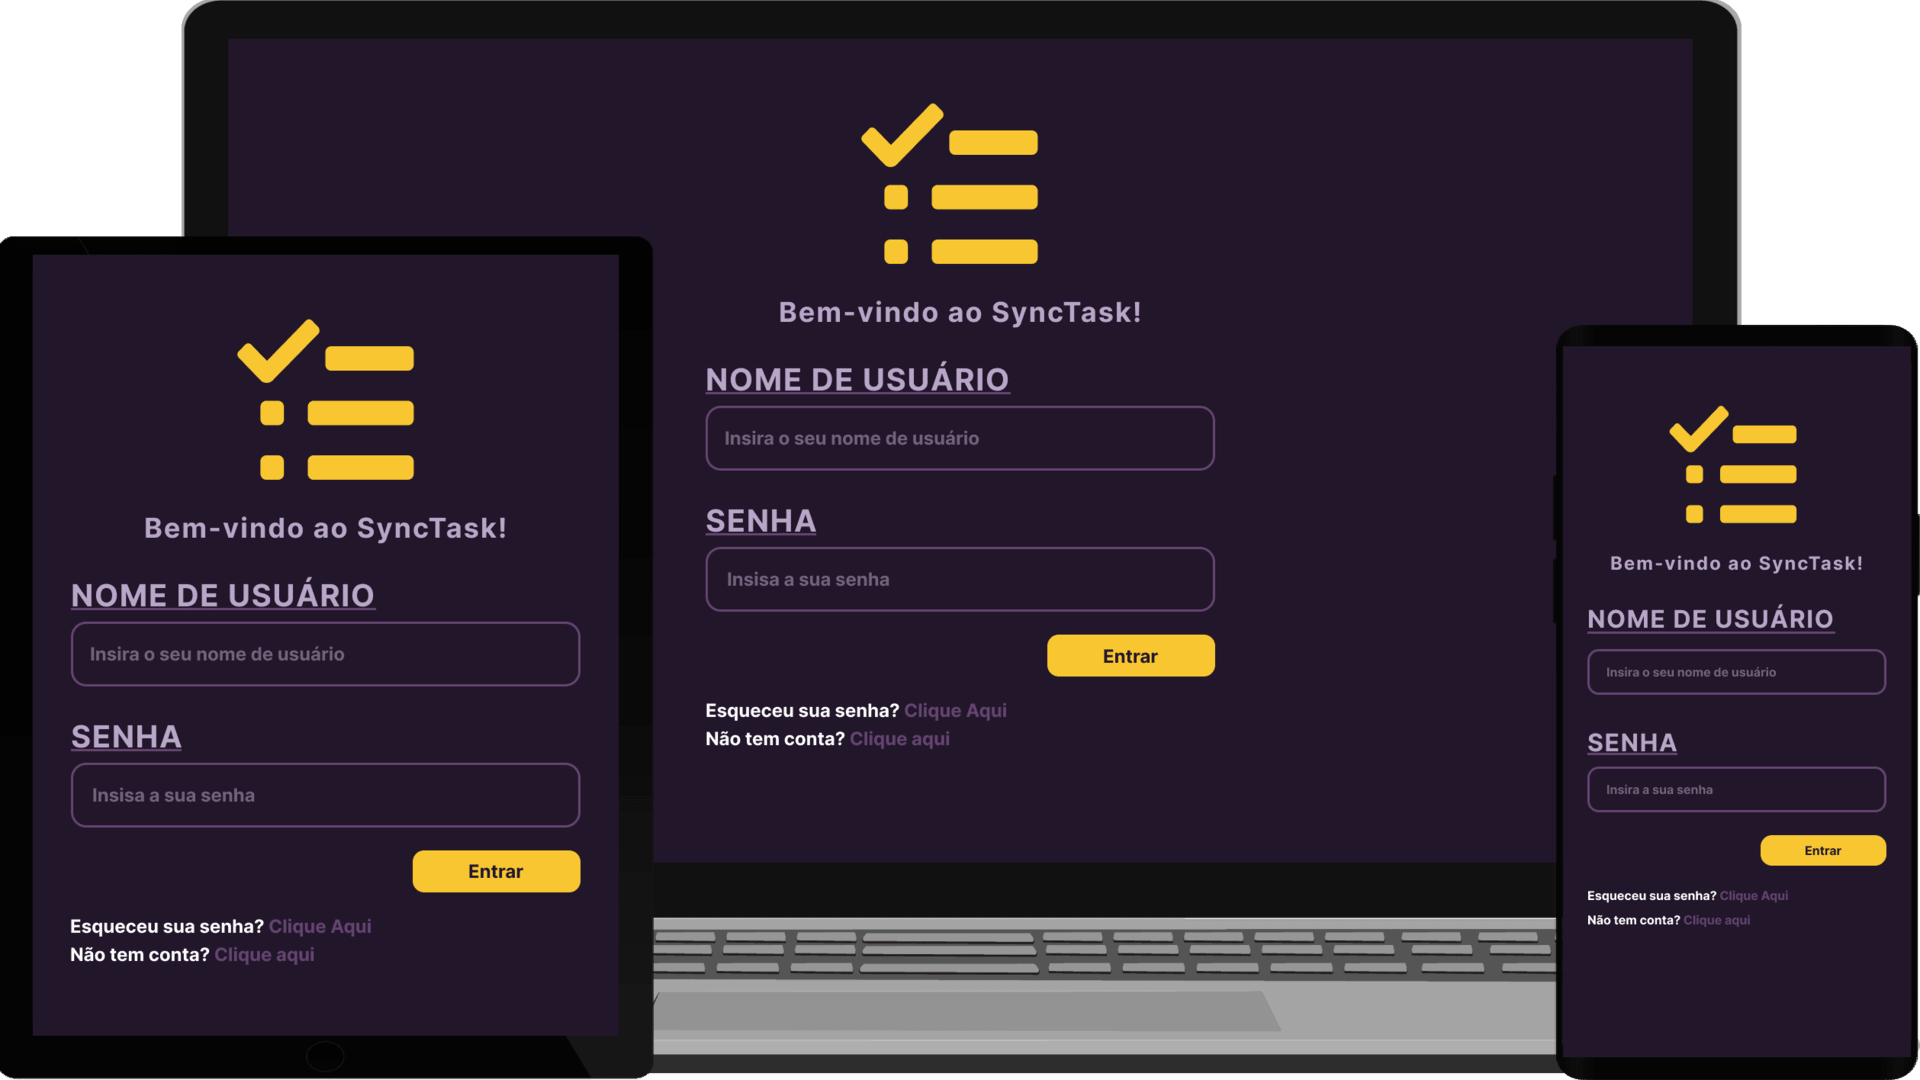 Bem-vindo ao SyncTask!
NOME DE USUÁRIO
Insira o seu nome de usuário
SENHA
Insisa a sua senha
Entrar
Esqueceu sua senha? Clique Aqui
Não tem conta? Clique aqui
Bem-vindo ao SyncTask!
NOME DE USUÁRIO
Insira o seu nome de usuário
SENHA
Insisa a sua senha
Entrar
Esqueceu sua senha? Clique Aqui
Não tem conta? Clique aqui
Bem-vindo ao SyncTask!
NOME DE USUÁRIO
Insira o seu nome de usuário
SENHA
Insira a sua senha
Entrar
Esqueceu sua senha? Clique Aqui
Não tem conta? Clique aqui